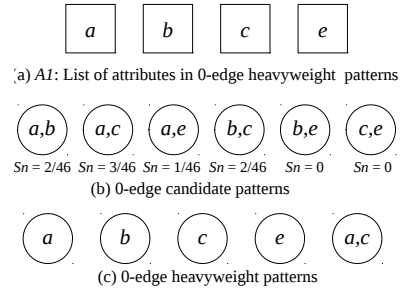 a b c e
(a) A1: List of attributes in 0-edge heavyweight patterns
a,b a,c a,e b,c b,e c,e
Sn = 2/46 Sn = 3/46 Sn = 1/46 Sn = 2/46 Sn = 0 Sn = 0
(b) 0-edge candidate patterns
a b c e a,c
(c) 0-edge heavyweight patterns